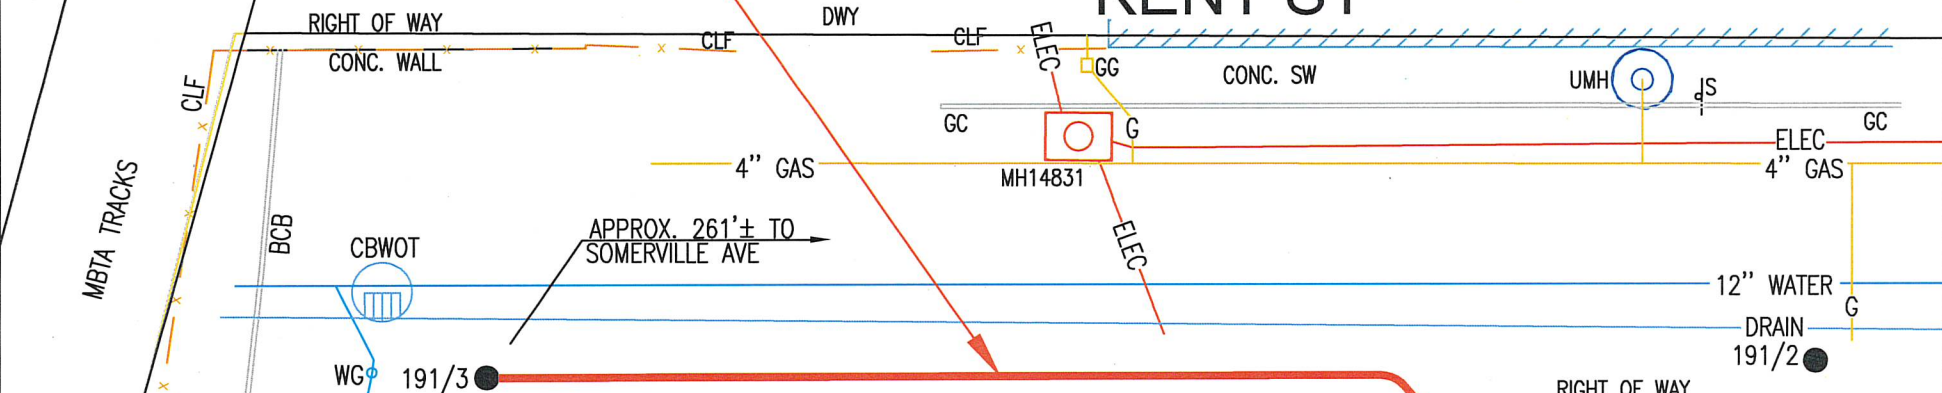 KENT ST
RIGHT OF WAY
DWY
CLF
CLF
ELEC
CONC. WALL
GG
CONC. SW
UMH
S
CLF
GC
G
GC
ELEC
4” GAS
4” GAS
MH14831
MBTA TRACKS
BCB
CBWOT
APPROX. 261'± TO
SOMERVILLE AVE
ELEC
12” WATER
G
DRAIN
191/2
WG
191/3
RIGHT OF WAY